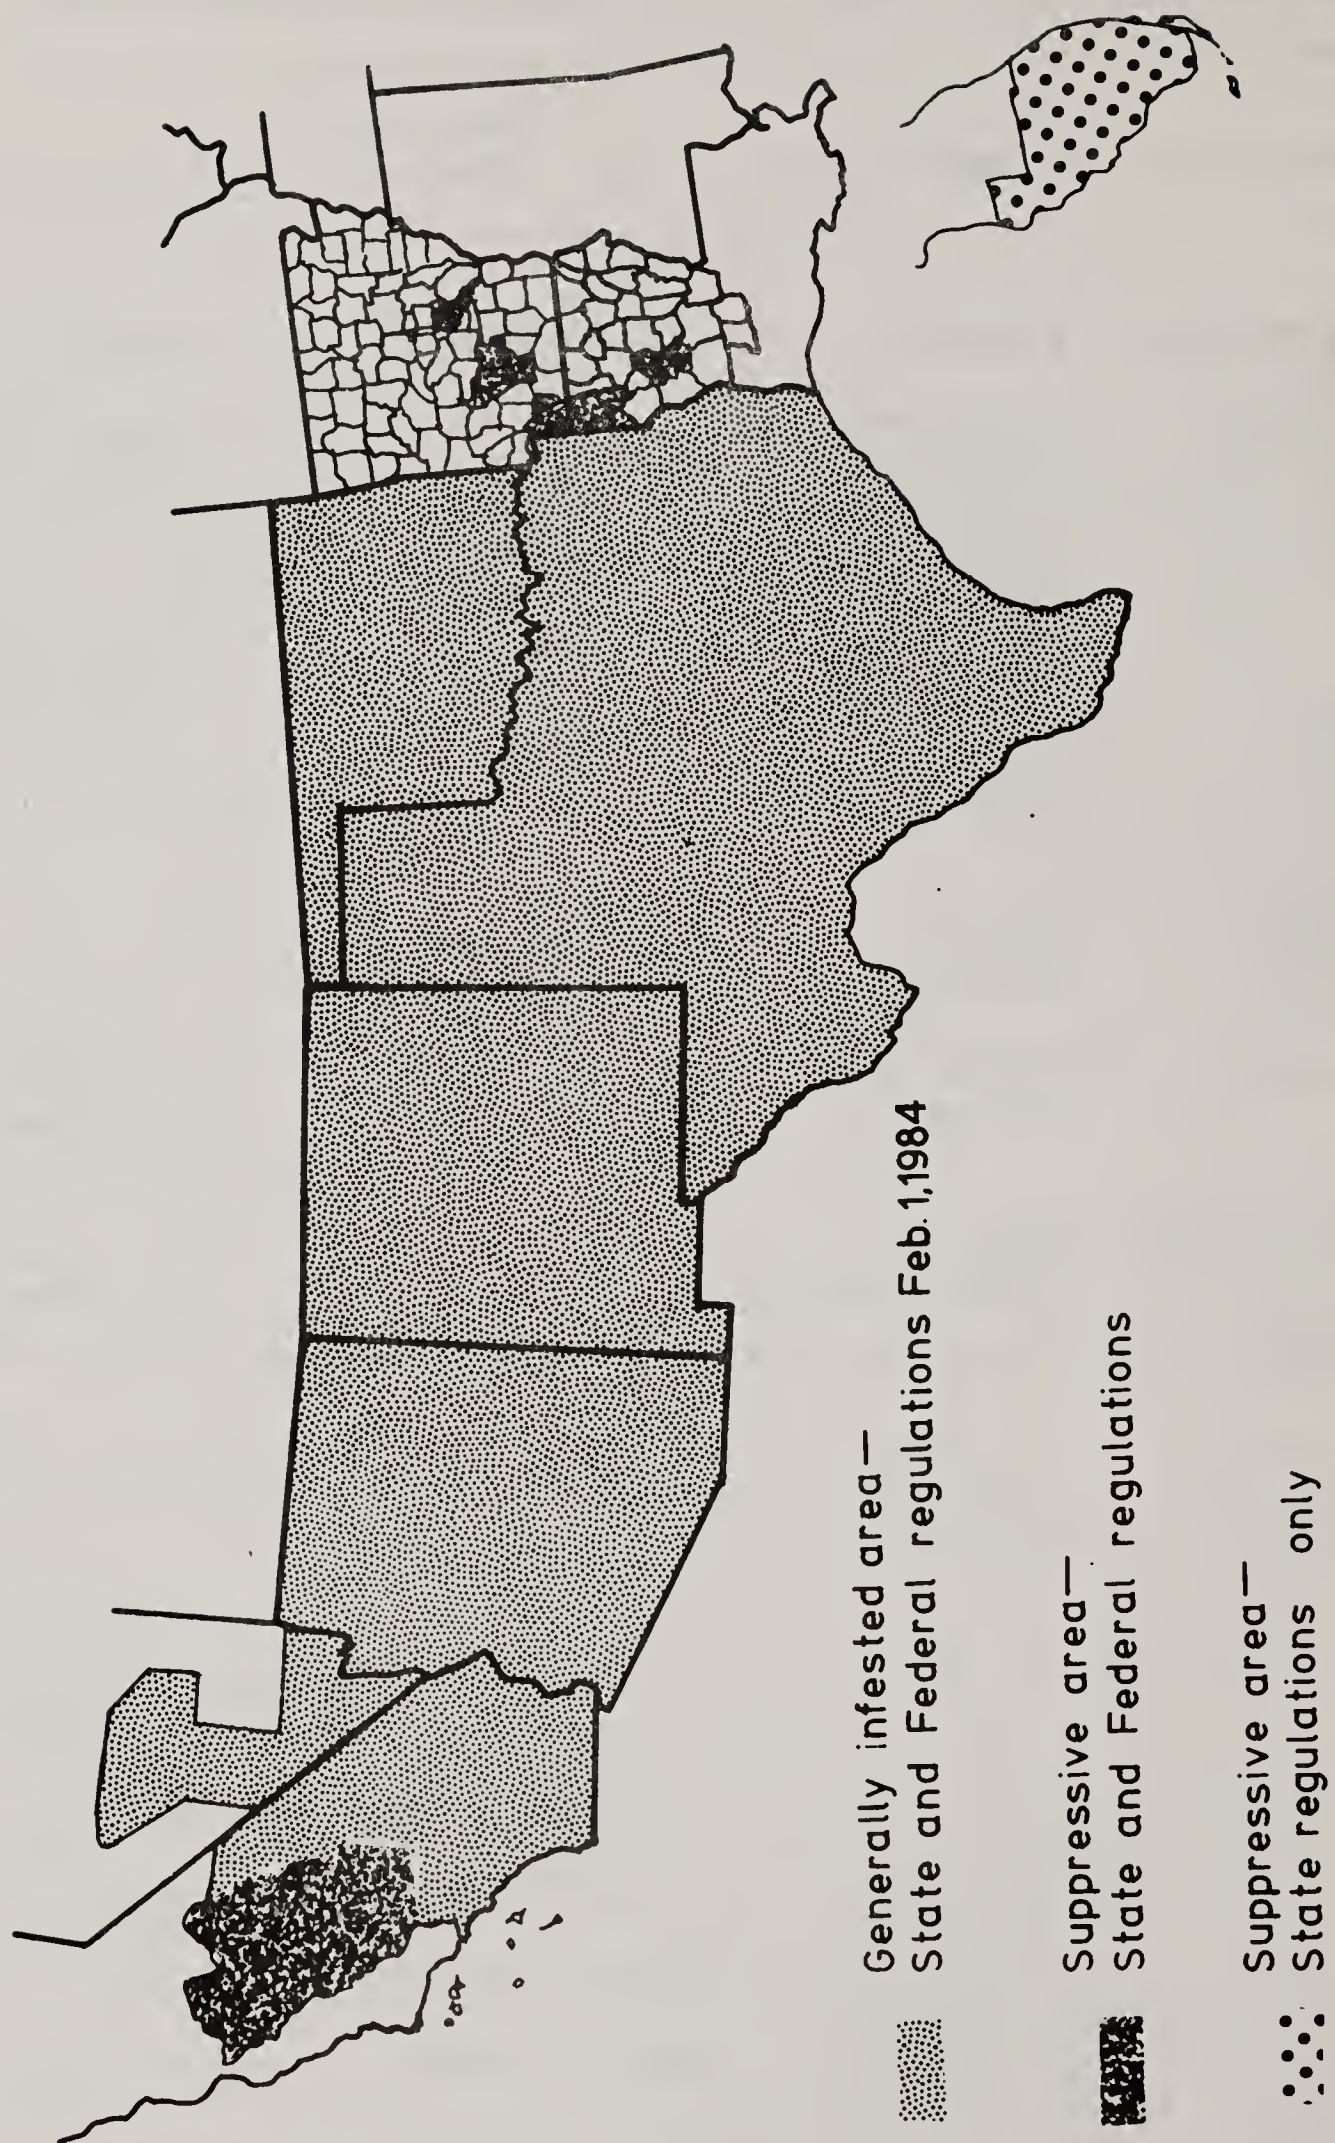 Generally infested area—
State and Federal regulations Feb. 1, 1984
Suppressive area—
State and Federal regulations
Suppressive area—
State regulations only